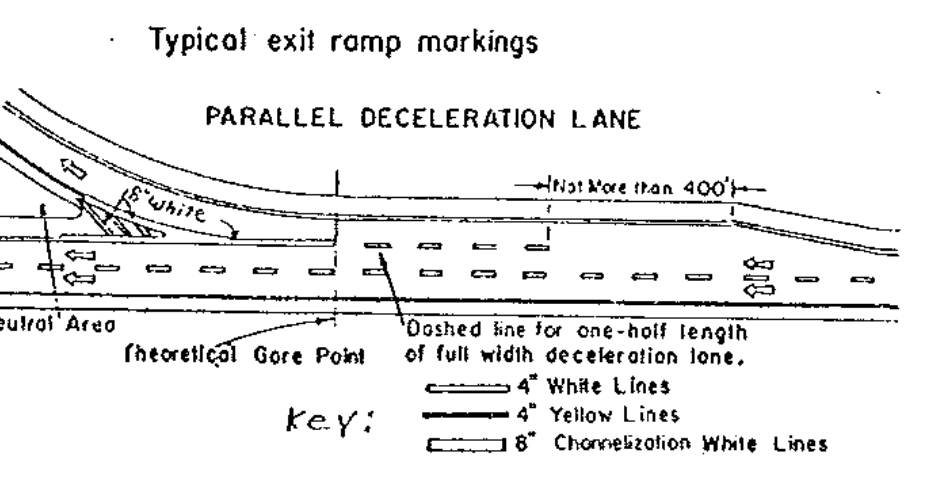 Typical exit ramp markings
PARALLEL DECELERATION LANE
Not More than 400'
8" White
eutral Area
Theoretical Gore Point
Dashed line for one-half length
of full width deceleration lane.
Key:
4" White Lines
4" Yellow Lines
8" Channelization White Lines